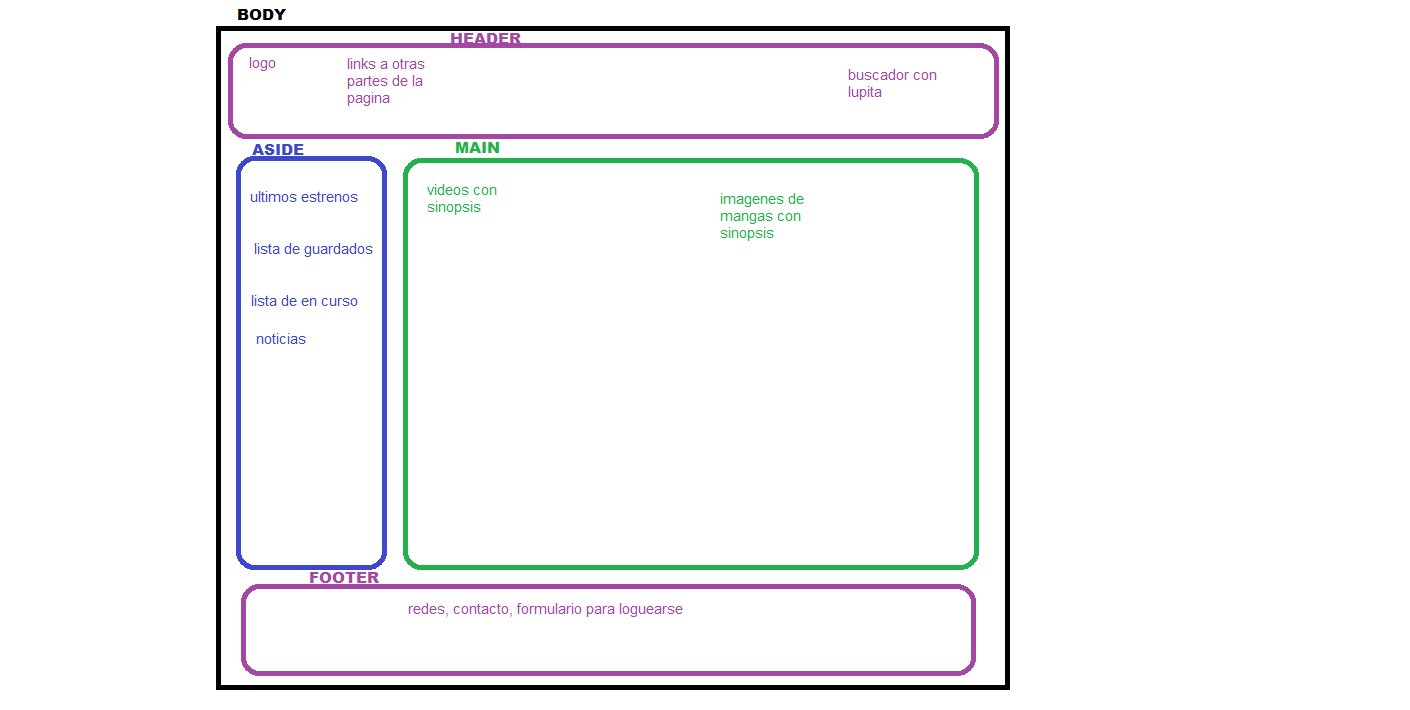 BODY
HEADER
logo
links a otras
partes de la
pagina
buscador con
lupita
ASIDE
ultimos estrenos
lista de guardados
lista de en curso
noticias
MAIN
videos con
sinopsis
imagenes de
mangas con
sinopsis
FOOTER
redes, contacto, formulario para loguearse